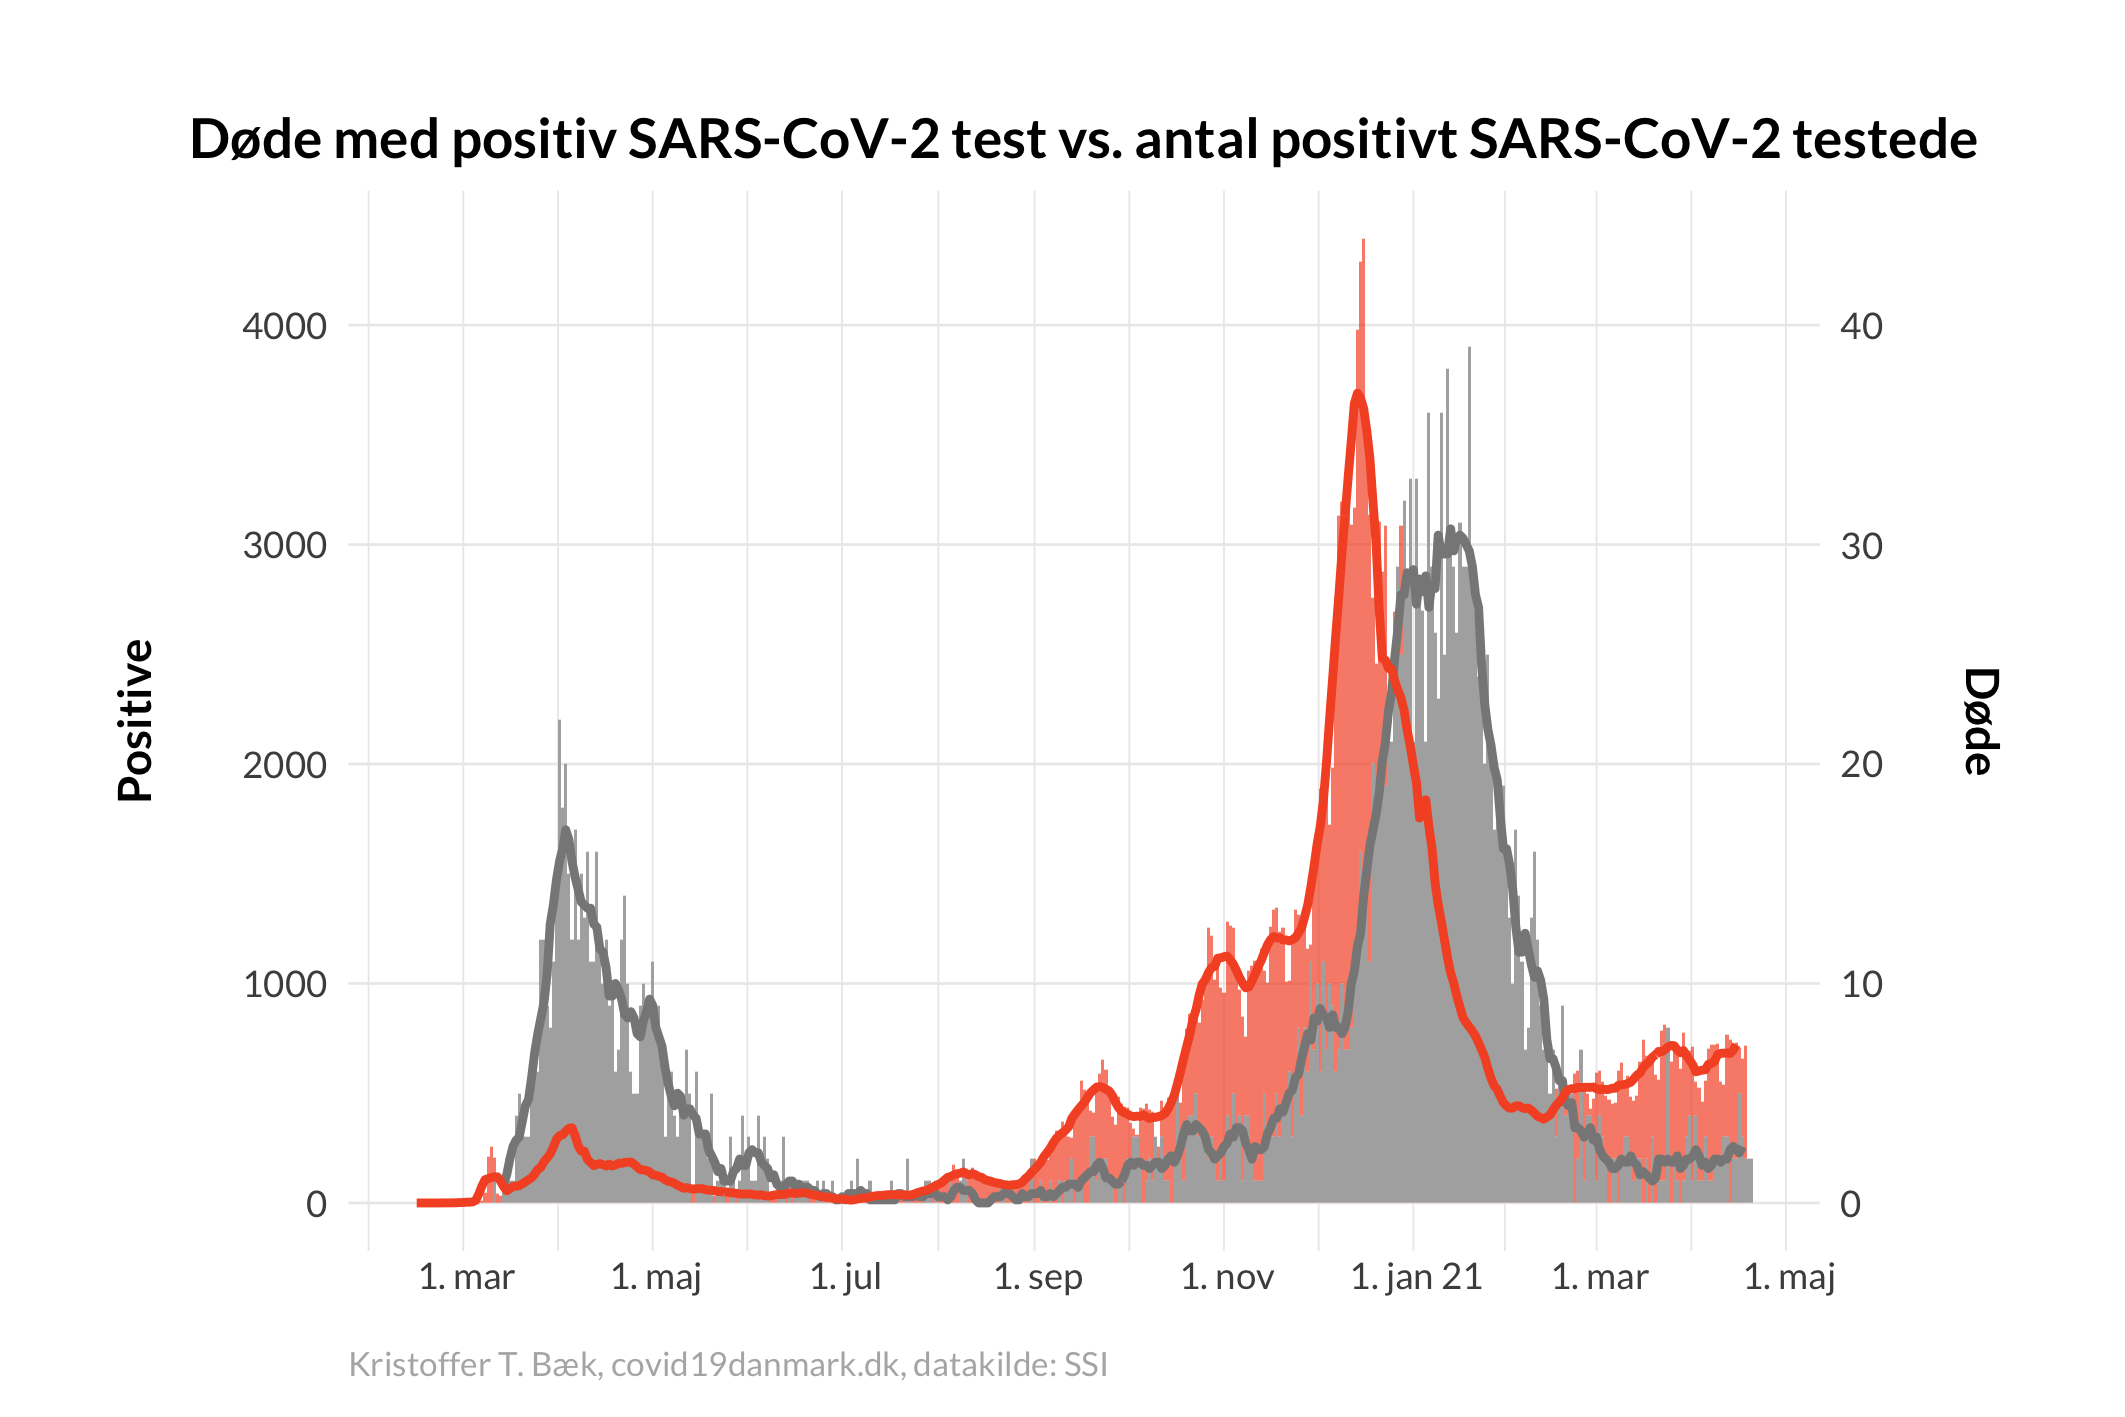 Døde med positiv SARS-CoV-2 test vs. antal positivt SARS-CoV-2 testede
Positive
4000
3000
2000
1000
0
40
30
20
10
0
Døde
1. mar
1. maj
1. jul
1. sep
1. nov
1. jan 21
1. mar
1. maj
Kristoffer T. Bæk, covid19danmark.dk, datakilde: SSI